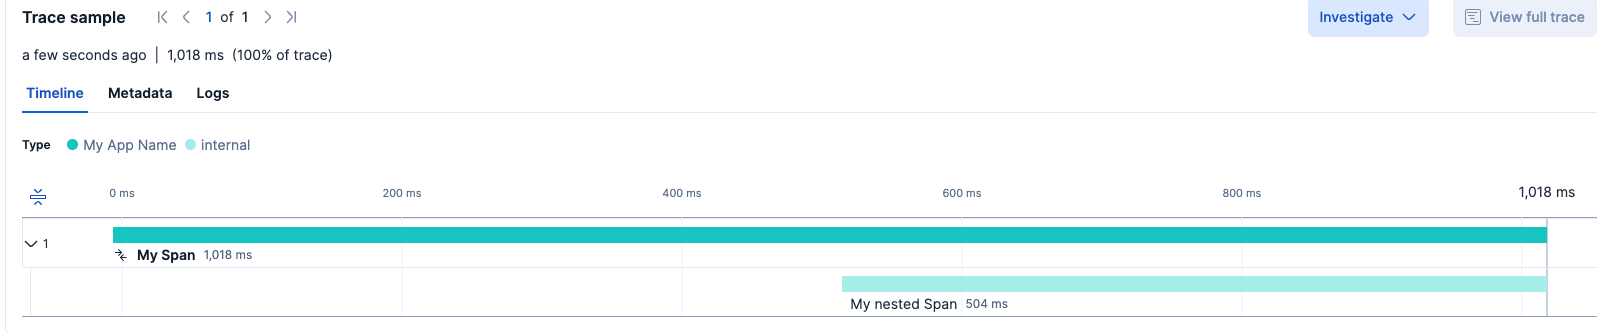 Trace sample 1 of 1 Investigate View full trace
a few seconds ago | 1,018 ms (100% of trace)
Timeline Metadata Logs
Type My App Name internal
0 ms 200 ms 400 ms 600 ms 800 ms 1,018 ms
1
My Span 1,018 ms
My nested Span 504 ms